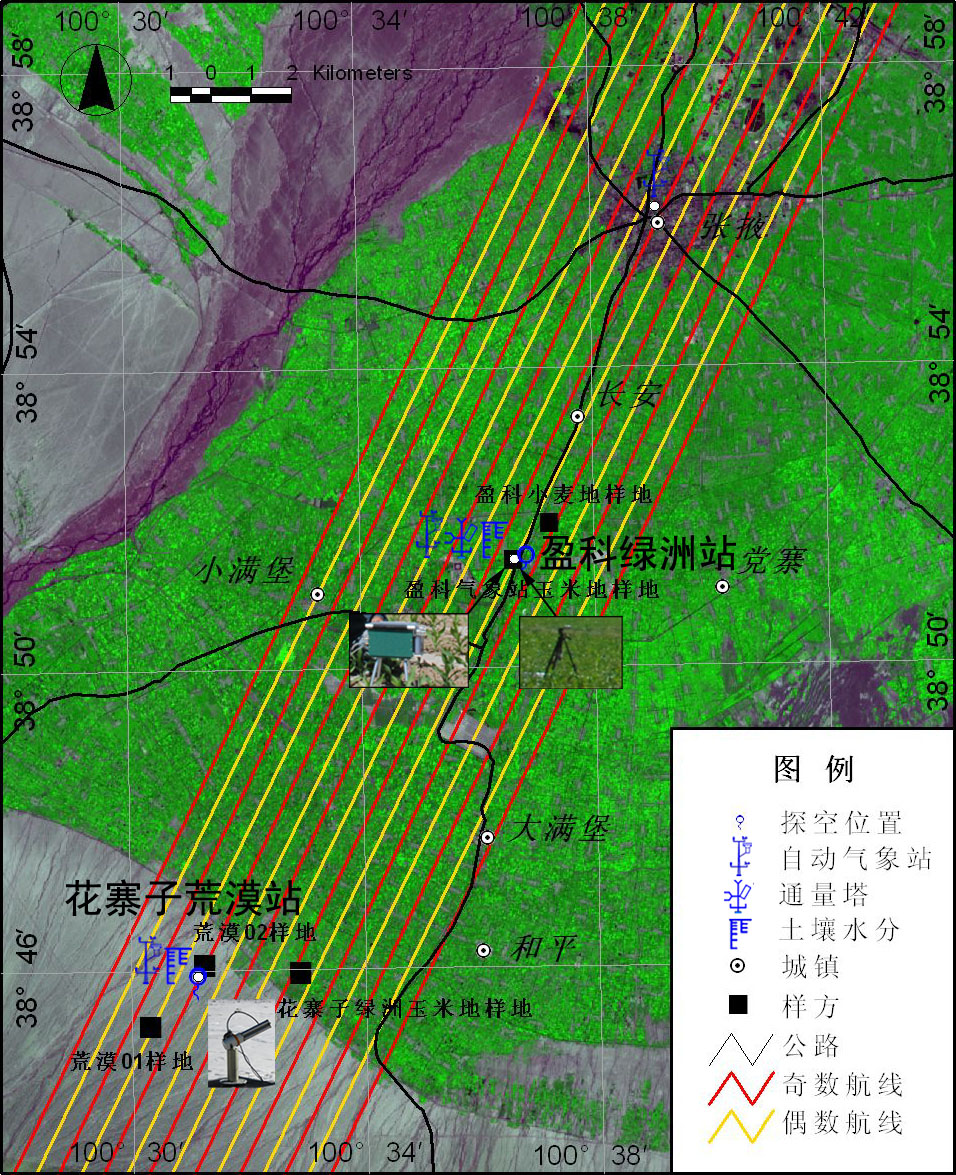 100° 30′
100° 34′
100° 38′
100° 42′
38° 58′
38° 58′
1 0 1 2 Kilometers
张掖
38° 54′
38° 54′
长安
盈科小麦地样地
盈科绿洲站
党寨
小满堡
盈科气象站玉米地样地
38° 50′
38° 50′
大满堡
花寨子荒漠站
荒漠02样地
和平
38° 46′
花寨子绿洲玉米地样地
荒漠01样地
100° 30′
100° 34′
100° 38′
图 例
探空位置
自动气象站
通量塔
土壤水分
城镇
样方
公路
奇数航线
偶数航线